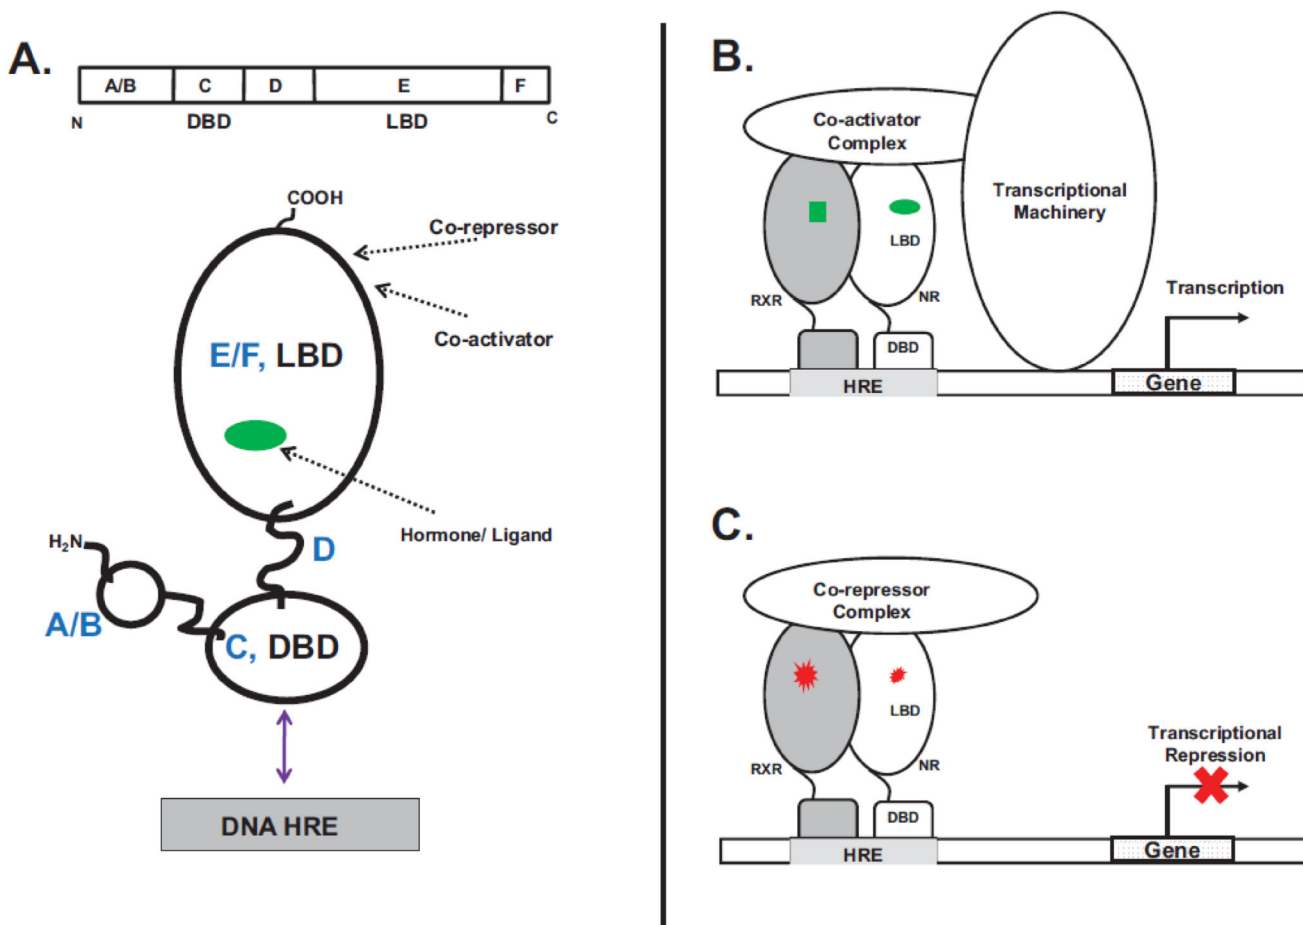 A.
A/B C D E F
N DBD LBD C
COOH
Co-repressor
Co-activator
E/F, LBD
Hormone/ Ligand
H2N
D
A/B
C, DBD
DNA HRE
B.
Co-activator
Complex
Transcriptional
Machinery
LBD
RXR NR
Transcription
DBD
HRE
Gene
C.
Co-repressor
Complex
LBD
Transcriptional
Repression
RXR NR
DBD
HRE
Gene